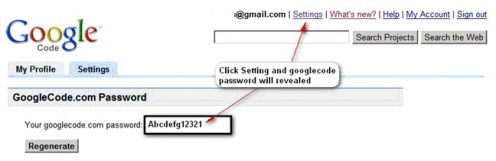 @gmail.com | Settings | What's new? | Help | My Account | Sign out
Google
Code
Search Projects
Search the Web
My Profile
Settings
Click Setting and googlecode
password will revealed
GoogleCode.com Password
Your googlecode.com password:
Abcdefg12321
Regenerate